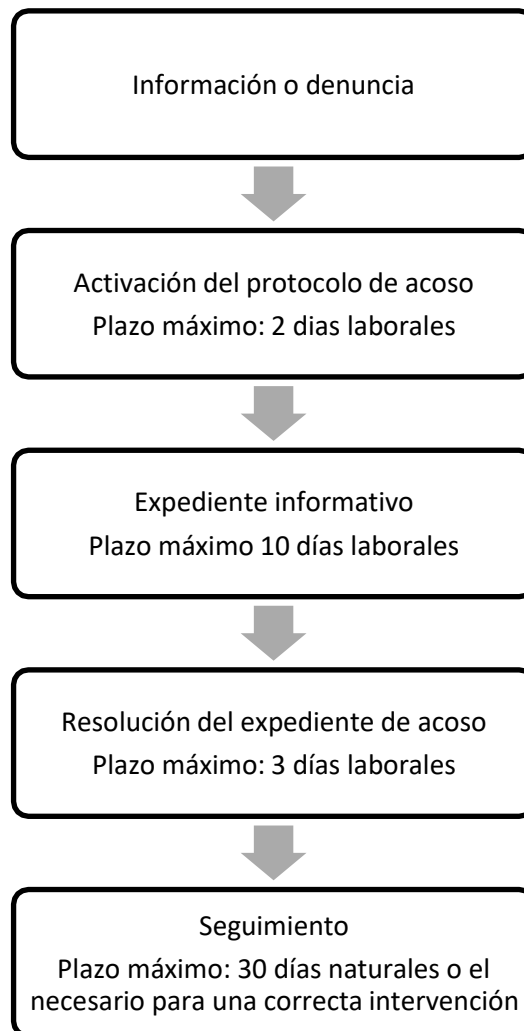 Información o denuncia
Activación del protocolo de acoso
Plazo máximo: 2 dias laborales
Expediente informativo
Plazo máximo 10 días laborales
Resolución del expediente de acoso
Plazo máximo: 3 días laborales
Seguimiento
Plazo máximo: 30 días naturales o el
necesario para una correcta intervención